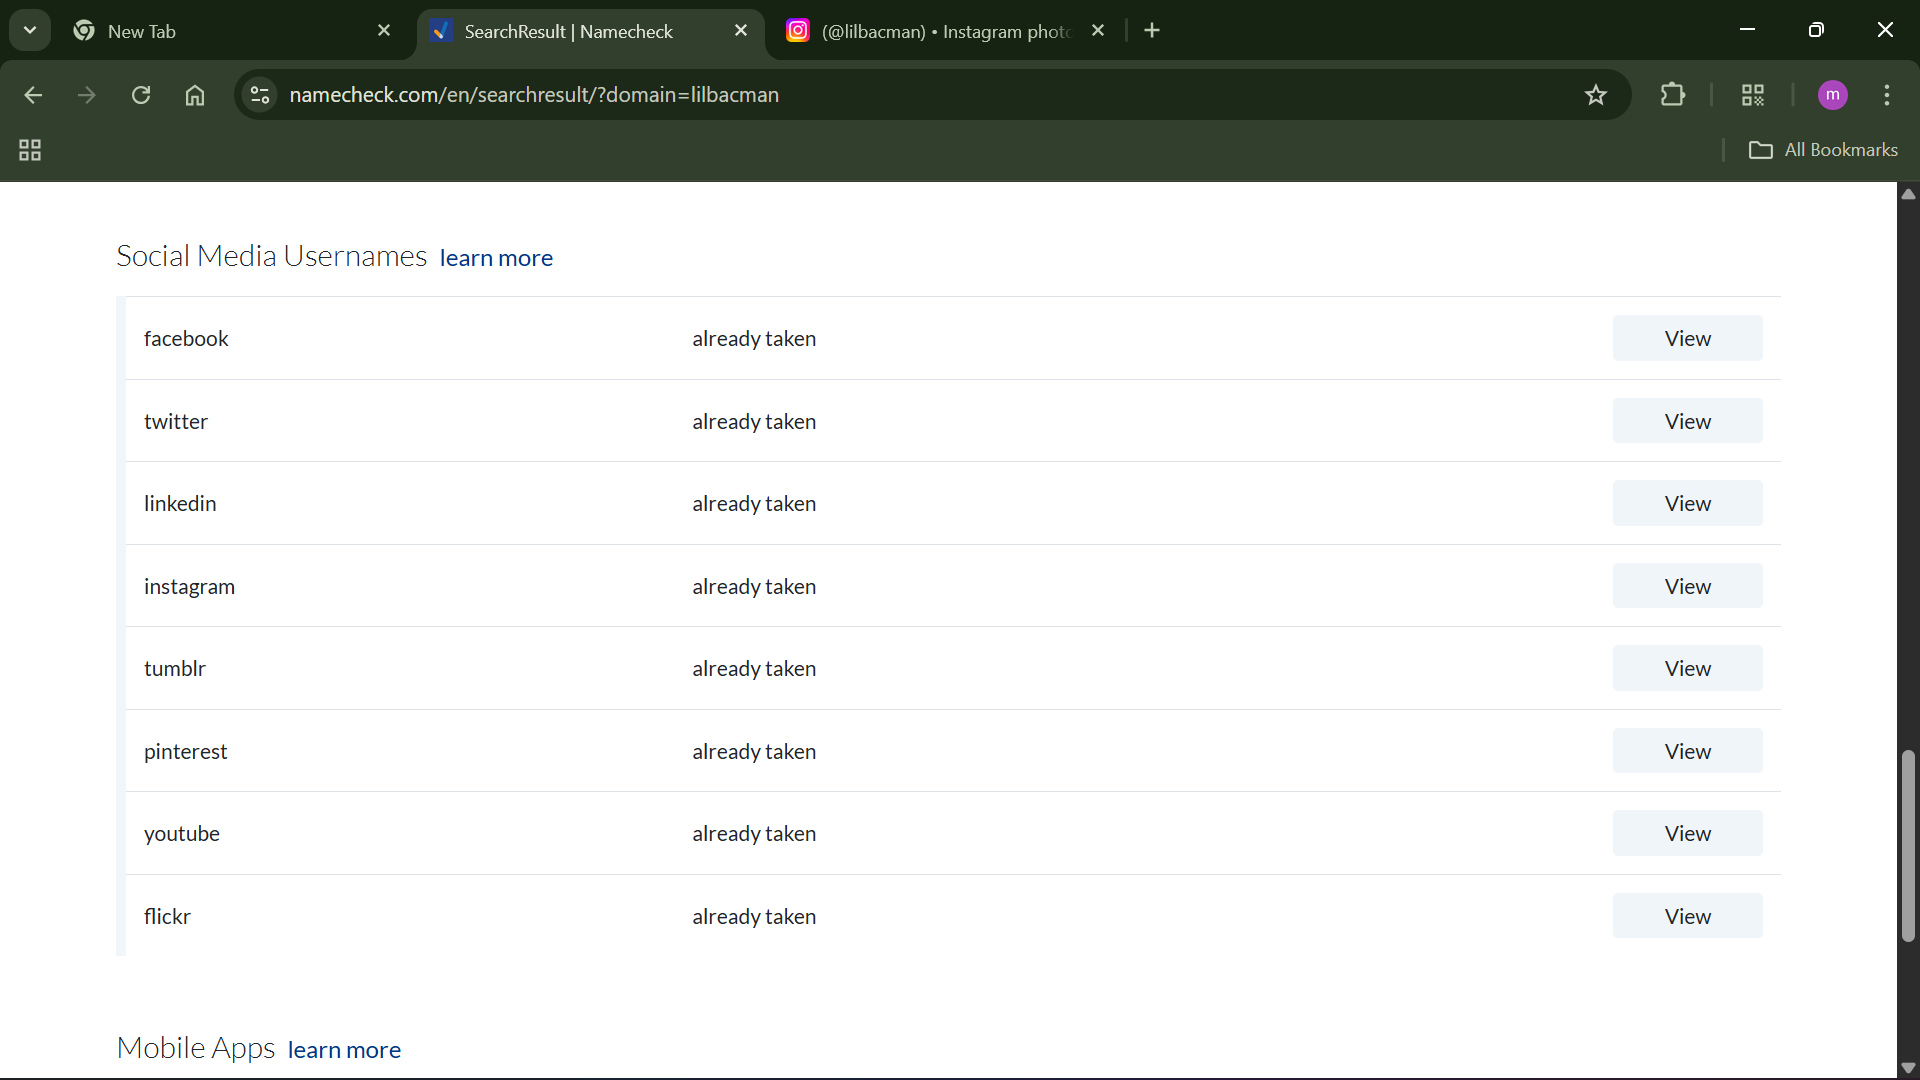 New Tab
SearchResult | Namecheck
(@lilbacman) • Instagram phot
namecheck.com/en/searchresult/?domain=lilbacman
m
All Bookmarks
Social Media Usernames learn more
facebook already taken View
twitter already taken View
linkedin already taken View
instagram already taken View
tumblr already taken View
pinterest already taken View
youtube already taken View
flickr already taken View
Mobile Apps learn more